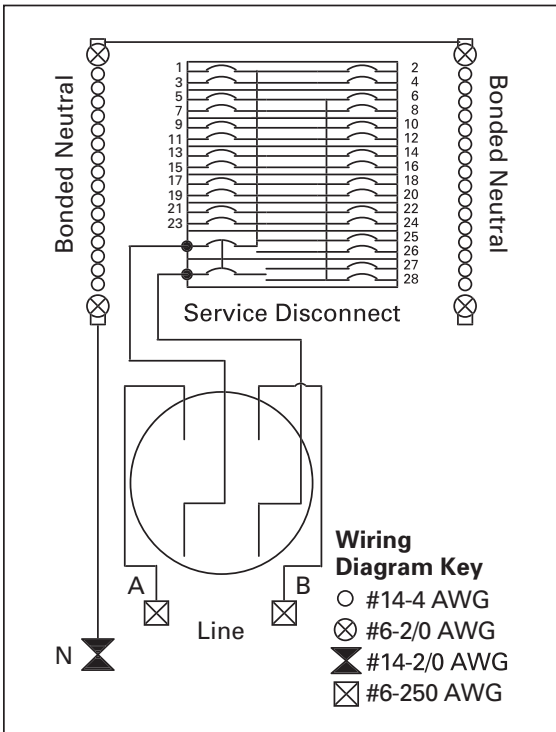 Bonded Neutral
1 2
3 4
5 6
7 8
9 10
11 12
13 14
15 16
17 18
19 20
21 22
23 24
25
26
27
28
Bonded Neutral
Service Disconnect
A
B
Line
N
Wiring
Diagram Key
#14-4 AWG
#6-2/0 AWG
#14-2/0 AWG
#6-250 AWG